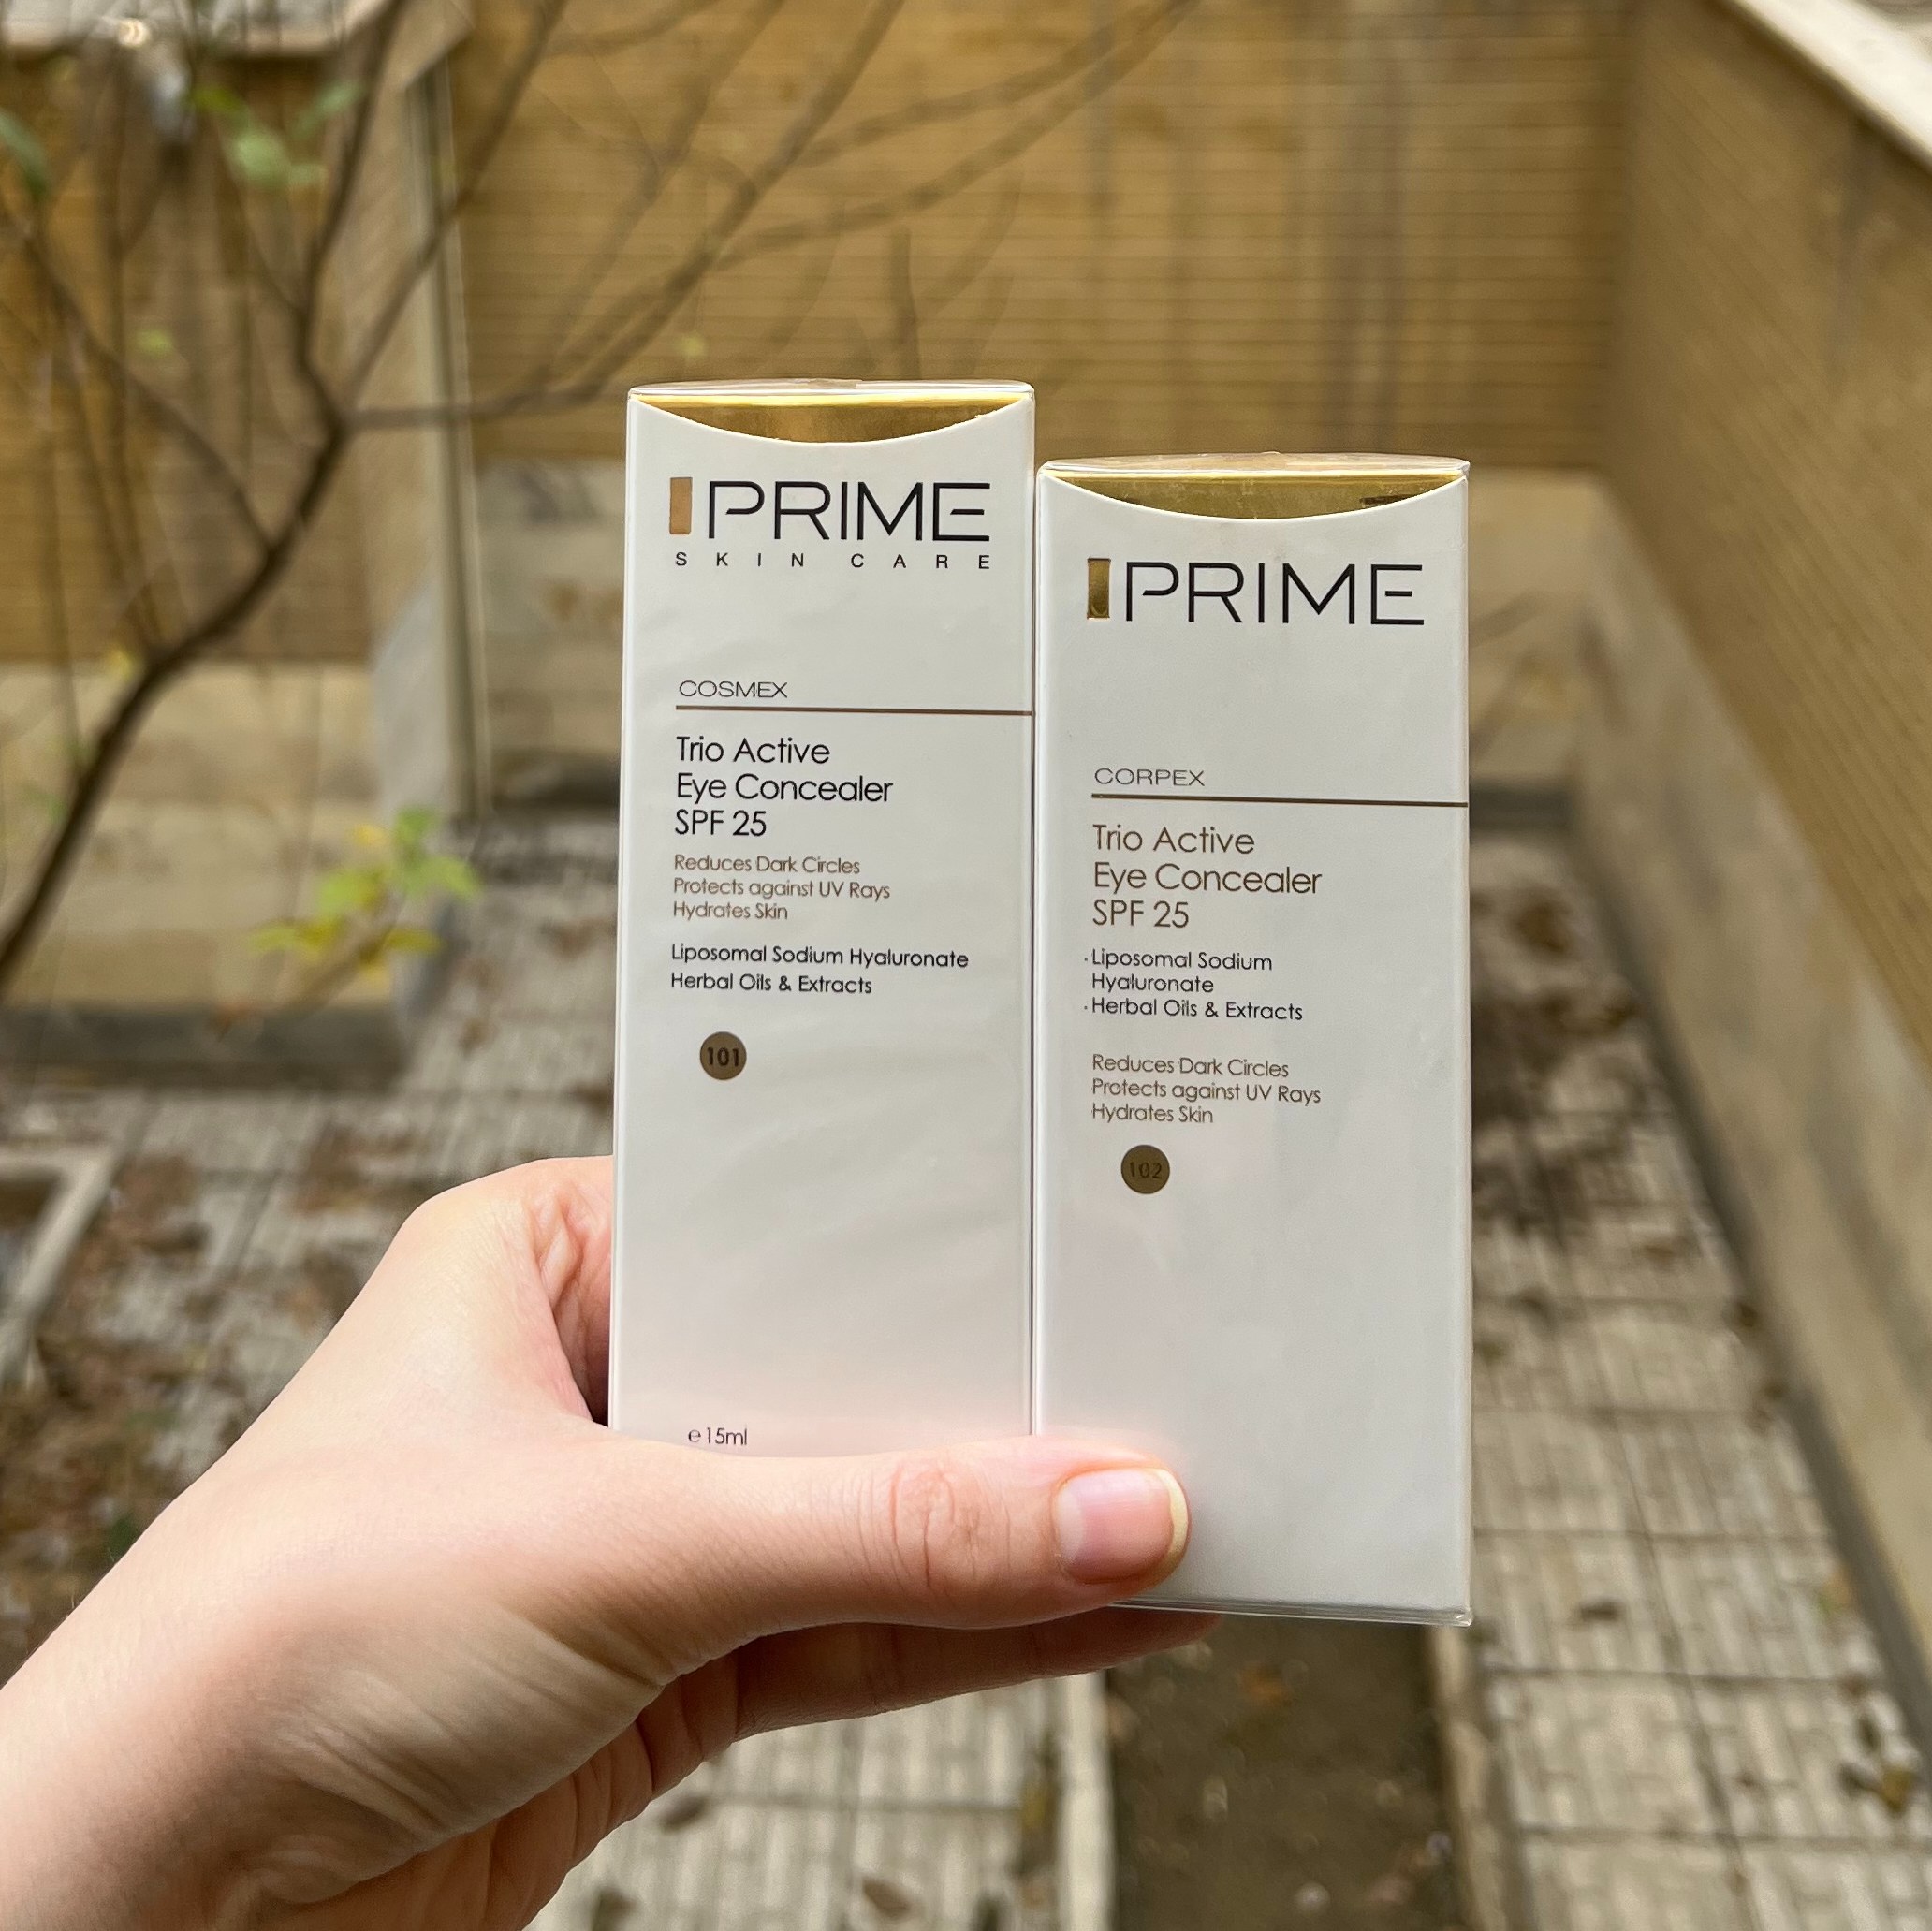 PRIME
SKIN CARE
COSMEX
Trio Active
Eye Concealer
SPF 25
Reduces Dark Circles
Protects against UV Rays
Hydrates Skin
Liposomal Sodium Hyaluronate
Herbal Oils & Extracts
101
℮15ml
PRIME
CORPEX
Trio Active
Eye Concealer
SPF 25
·Liposomal Sodium
Hyaluronate
·Herbal Oils & Extracts
Reduces Dark Circles
Protects against UV Rays
Hydrates Skin
102